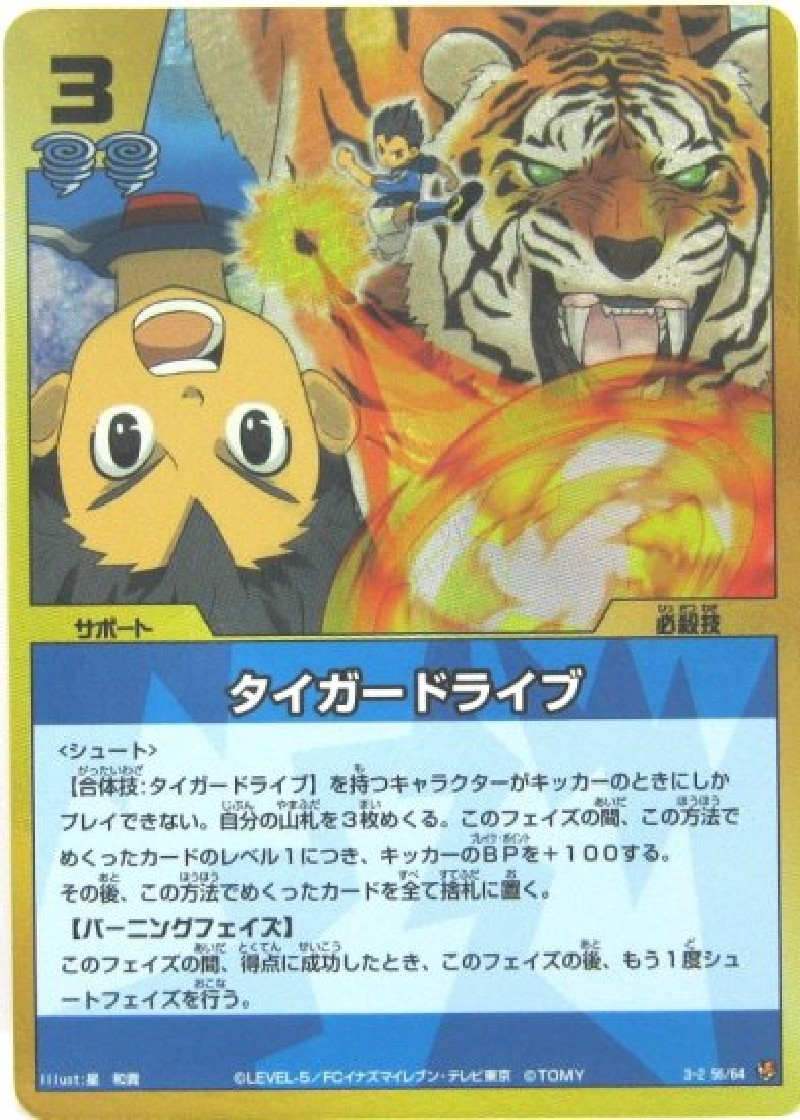 3
サポート
必殺技
タイガードライブ
<シュート>
【合体技：タイガードライブ】を持つキャラクターがキッカーのときにしか
プレイできない。自分の山札を3枚めくる。このフェイズの間、この方法で
めくったカードのレベル1につき、キッカーのBPを＋100する。
その後、この方法でめくったカードを全て捨札に置く。
【バーニングフェイズ】
このフェイズの間、得点に成功したとき、このフェイズの後、もう1度シュ
ートフェイズを行う。
Illust:星 和貴 ©LEVEL-5/FCイナズマイレブン・テレビ東京 ©TOMY 3-2 56/64